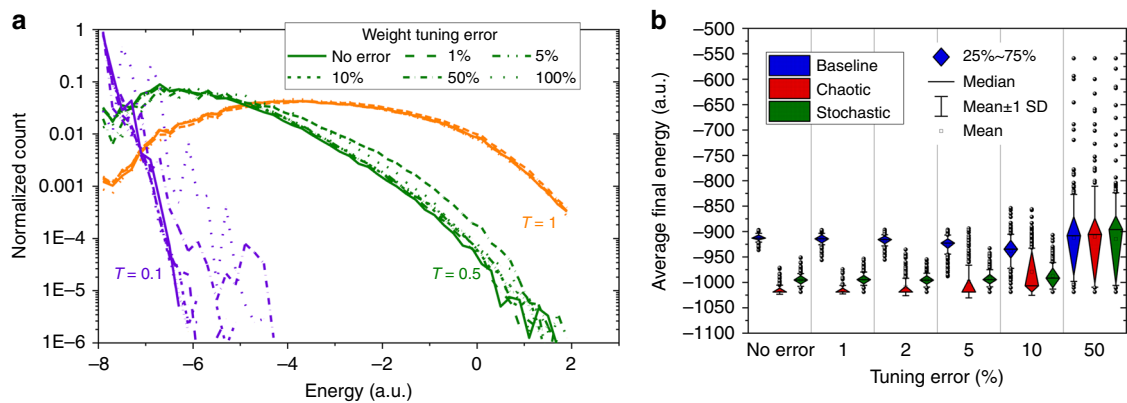 a
Weight tuning error
No error 1% 5%
10% 50% 100%
1
0.1
0.01
0.001
1E–4
1E–5
1E–6
Normalized count
T = 0.1
T = 0.5
T = 1
–8 –6 –4 –2 0 2
Energy (a.u.)
b
–500
–550
–600
–650
–700
–750
–800
–850
–900
–950
–1000
–1050
–1100
Average final energy (a.u.)
Baseline
Chaotic
Stochastic
25%~75%
Median
Mean±1 SD
Mean
No error 1 2 5 10 50
Tuning error (%)